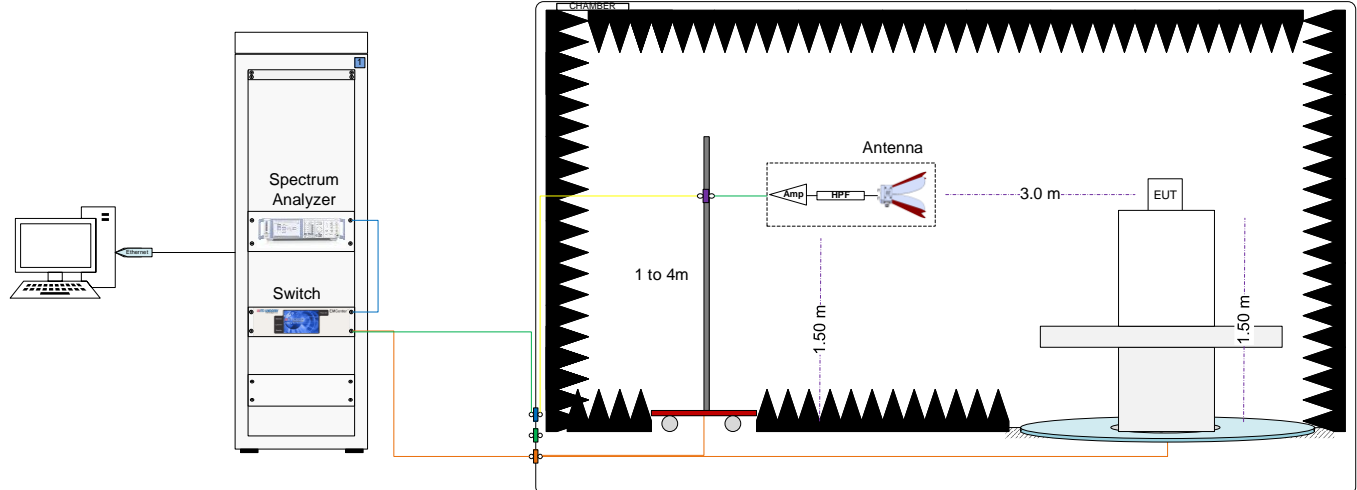 CHAMBER
1
Antenna
Spectrum
Analyzer
Amp
HPF
3.0 m
EUT
Ethernet
1 to 4m
1.50 m
1.50 m
Switch